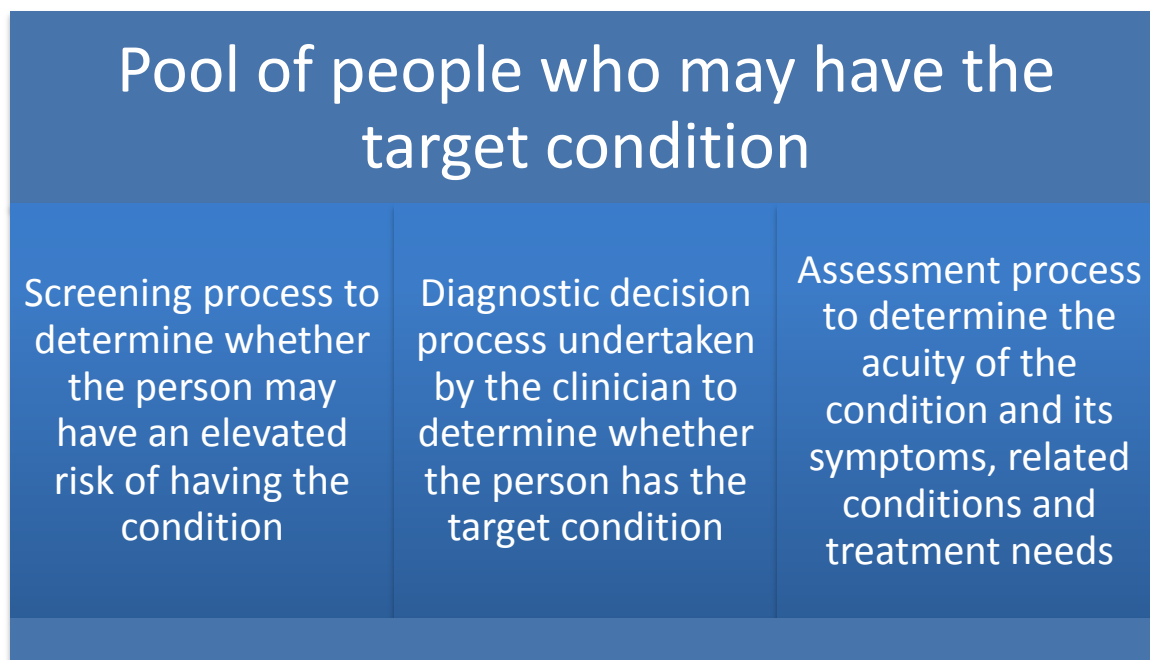 Pool of people who may have the
target condition
Screening process to
determine whether
the person may
have an elevated
risk of having the
condition
Diagnostic decision
process undertaken
by the clinician to
determine whether
the person has the
target condition
Assessment process
to determine the
acuity of the
condition and its
symptoms, related
conditions and
treatment needs